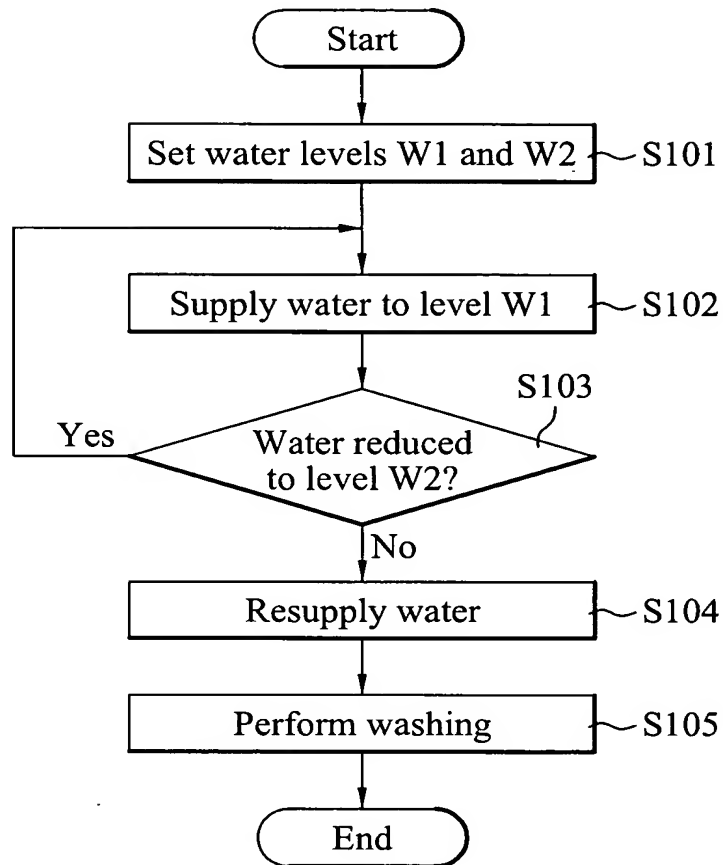 Start
Set water levels W1 and W2
S101
Supply water to level W1
S102
S103
Yes
Water reduced
to level W2?
No
Resupply water
S104
Perform washing
S105
End